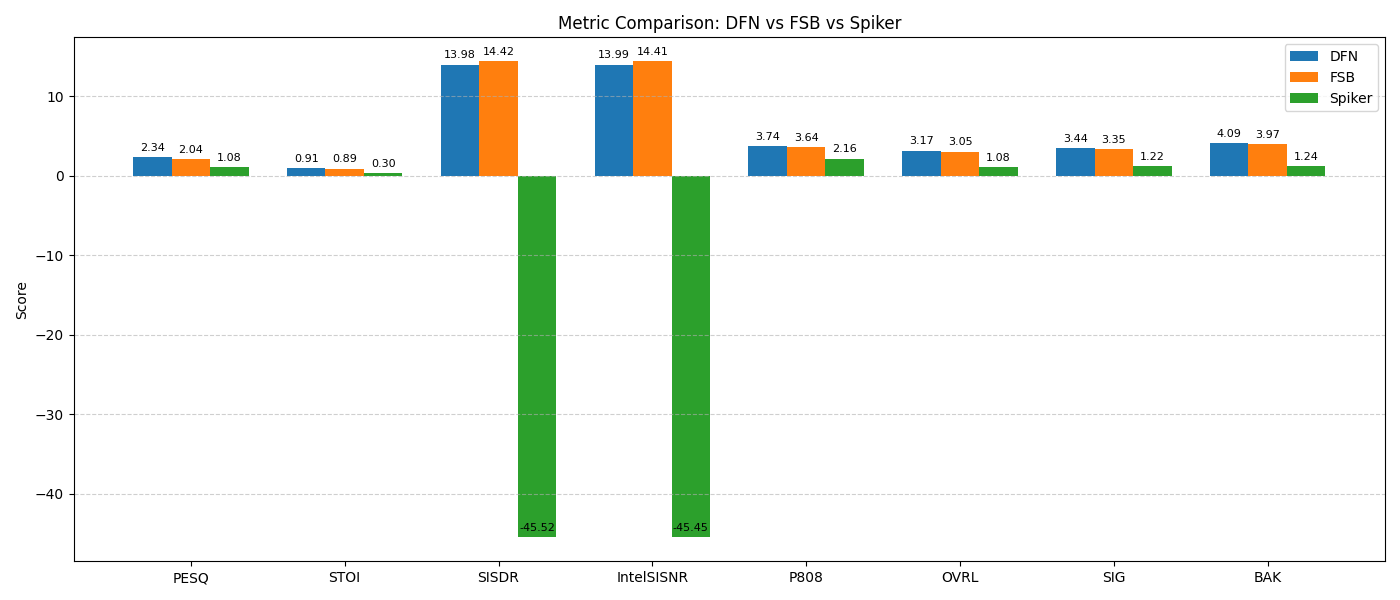 Metric Comparison: DFN vs FSB vs Spiker
DFN
FSB
Spiker
Score
10
0
−10
−20
−30
−40
2.34 2.04 1.08
0.91 0.89 0.30
13.98 14.42 -45.52
13.99 14.41 -45.45
3.74 3.64 2.16
3.17 3.05 1.08
3.44 3.35 1.22
4.09 3.97 1.24
PESQ STOI SISDR IntelSISNR P808 OVRL SIG BAK